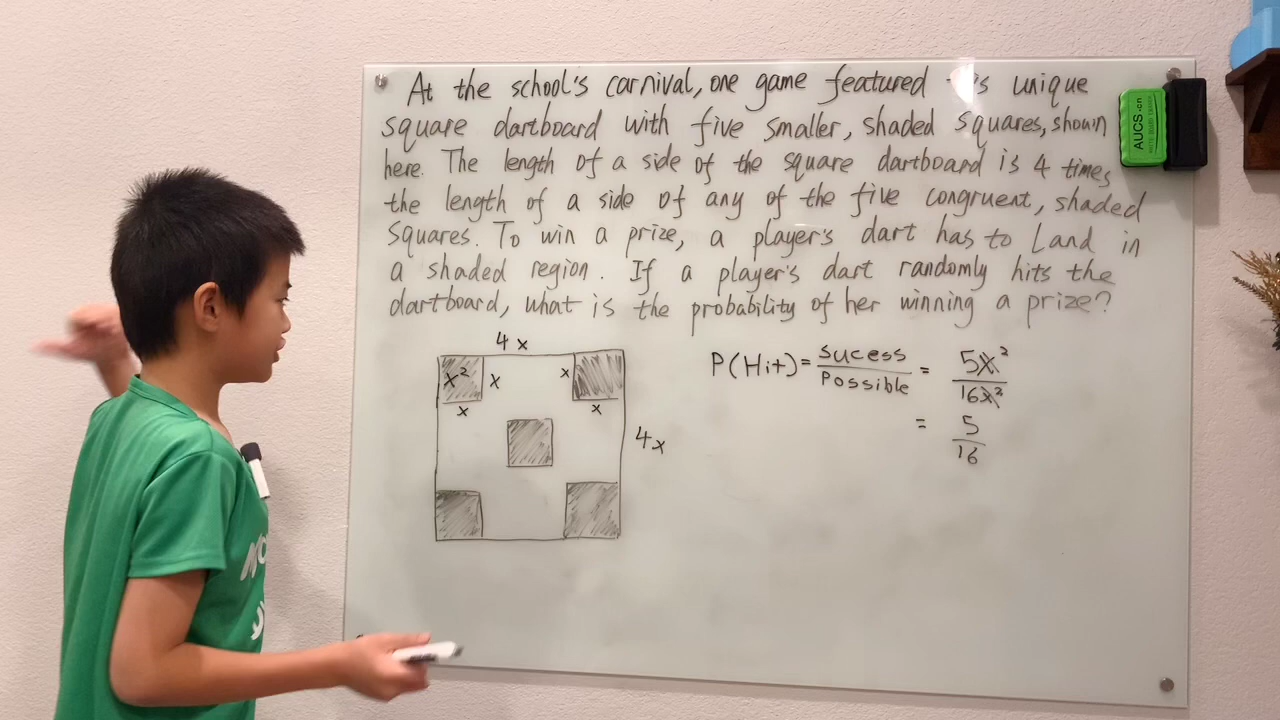 At the school's carnival, one game featured unique
square dartboard with five smaller, shaded squares, shown
here. The length of a side of the square dartboard is 4 times
the length of a side of any of the five congruent, shaded
squares. To win a prize, a player's dart has to Land in
a shaded region. If a player's dart randomly hits the
dartboard, what is the probability of her winning a prize?
4x
x² x x
x x
4x
P(Hit) = sucess / Possible = 5x² / 16x²
= 5 / 16
AUCS.cn